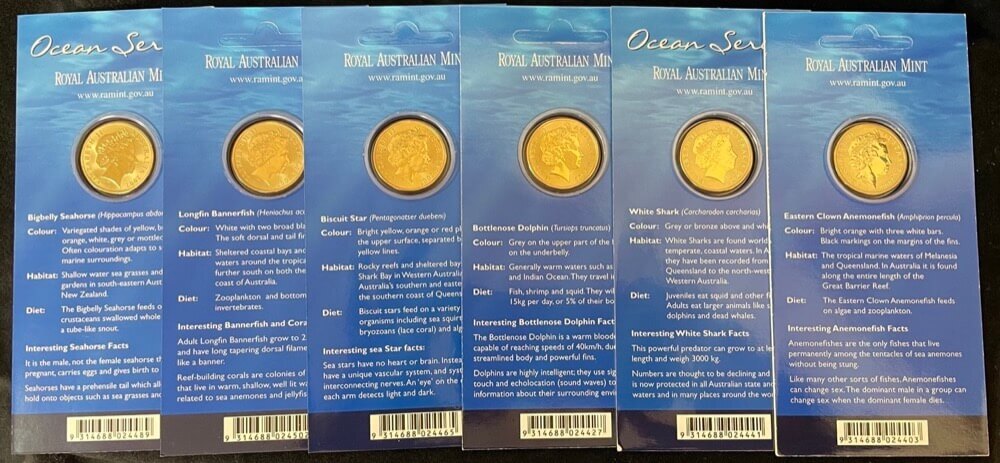 Ocean Ser
ROYAL AUSTRALIAN MI
www.ramint.gov.au
Bigbelly Seahorse (Hippocampus abdo
Colour: Variegated shades of yellow, b
orange, white, grey or mottled
Often colouration adapts to s
marine surroundings.
Habitat: Shallow water sea grasses and
gardens in south-eastern Aust
New Zealand.
Diet: The Bigbelly Seahorse feeds o
crustaceans swallowed whole
a tube-like snout.
Interesting Seahorse Facts
It is the male, not the female seahorse th
pregnant, carries eggs and gives birth to
Seahorses have a prehensile tail which all
hold onto objects such as sea grasses and
9 314688 024489
ROYAL AUSTRALIAN
www.ramint.gov.au
Longfin Bannerfish (Heniochus acu
Colour: White with two broad bla
The soft dorsal and tail fin
Habitat: Sheltered coastal bays and
waters around the tropica
further south on both the
coast of Australia.
Diet: Zooplankton and bottom
invertebrates.
Interesting Bannerfish and Cora
Adult Longfin Bannerfish grow to 2
and have long tapering dorsal filame
like a banner.
Reef-building corals are colonies of
that live in warm, shallow, well lit wa
related to sea anemones and jellyfis
9 314688 024502
ROYAL AUSTRALIAN MIN
www.ramint.gov.au
Biscuit Star (Pentagonatser duebeni)
Colour: Bright yellow, orange or red pl
the upper surface, separated b
yellow lines.
Habitat: Rocky reefs and sheltered bay
Shark Bay in Western Australia
Australia's southern and easte
the southern coast of Queens
Diet: Biscuit stars feed on a variety
organisms including sea squirt
bryozoans (lace coral) and alg
Interesting sea Star facts:
Sea stars have no heart or brain. Instea
have a unique vascular system, and syst
interconnecting nerves. An 'eye' on the
each arm detects light and dark.
9 314688 024465
ROYAL AUSTRALIAN MIN
www.ramint.gov.au
Bottlenose Dolphin (Tursiops truncatus)
Colour: Grey on the upper part of the
on the underbelly.
Habitat: Generally warm waters such as
and Indian Ocean. They travel i
Diet: Fish, shrimp and squid. They wil
15kg per day, or 5% of their bo
Interesting Bottlenose Dolphin Fact
The Bottlenose Dolphin is a warm bloode
capable of reaching speeds of 40km/h, due
streamlined body and powerful fins.
Dolphins are highly intelligent; they use sig
touch and echolocation (sound waves) to
information about their surrounding envi
9 314688 024427
Ocean Ser
ROYAL AUSTRALIAN MIN
www.ramint.gov.au
White Shark (Carcharodon carcharias)
Colour: Grey or bronze above and whi
Habitat: White Sharks are found world
temperate, coastal waters. In A
they have been recorded from
Queensland to the north-west
Western Australia.
Diet: Juveniles eat squid and other f
Adults eat larger animals like s
dolphins and dead whales.
Interesting White Shark Facts
This powerful predator can grow to at le
length and weigh 3000 kg.
Numbers are thought to be declining and
is now protected in all Australian state and
waters and in many places around the wo
9 314688 024441
ROYAL AUSTRALIAN MINT
www.ramint.gov.au
Eastern Clown Anemonefish (Amphiprion percula)
Colour: Bright orange with three white bars.
Black markings on the margins of the fins.
Habitat: The tropical marine waters of Melanesia
and Queensland. In Australia it is found
along the entire length of the
Great Barrier Reef.
Diet: The Eastern Clown Anemonefish feeds
on algae and zooplankton.
Interesting Anemonefish Facts
Anemonefishes are the only fishes that live
permanently among the tentacles of sea anemones
without being stung.
Like many other sorts of fishes, Anemonefishes
can change sex. The dominant male in a group can
change sex when the dominant female dies.
9 314688 024403